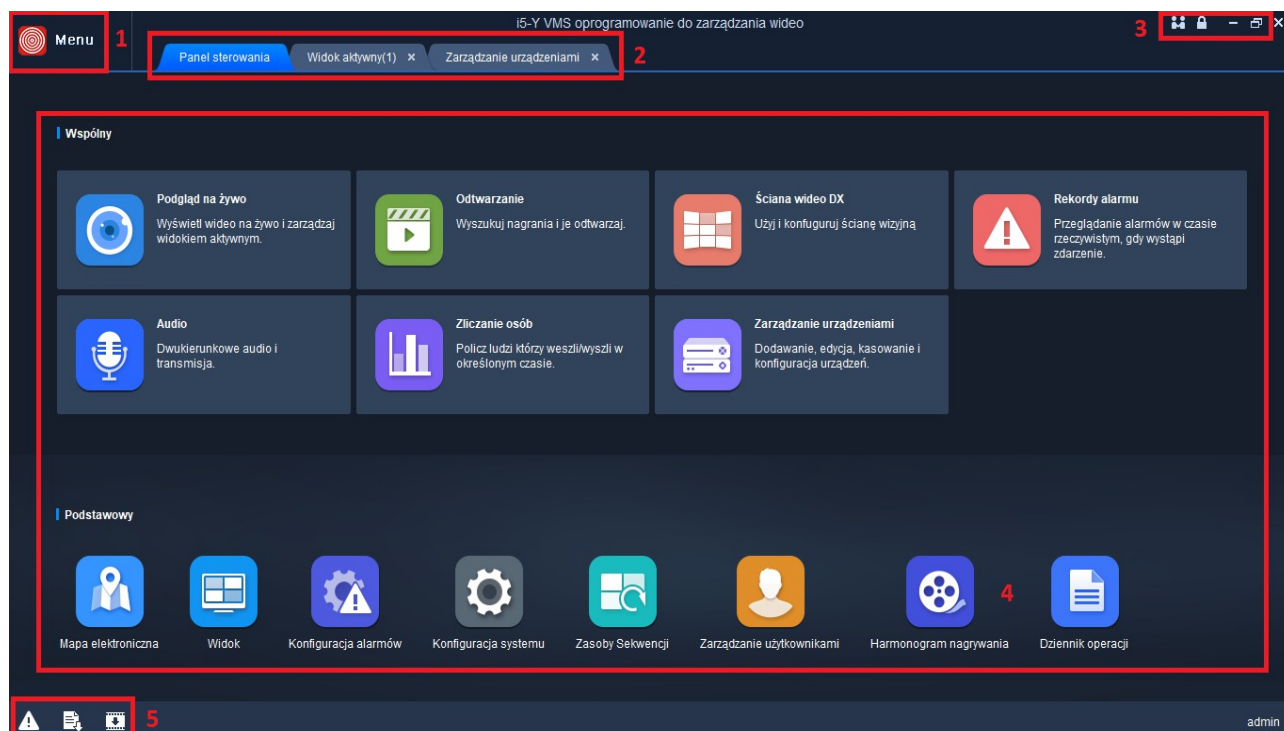 i5-Y VMS oprogramowanie do zarządzania wideo
Menu
1
Panel sterowania
Widok aktywny(1) ×
Zarządzanie urządzeniami ×
2
3
Wspólny
Podgląd na żywo
Wyświetl wideo na żywo i zarządzaj
widokiem aktywnym.
Odtwarzanie
Wyszukuj nagrania i je odtwarzaj.
Ściana wideo DX
Użyj i konfiguruj ścianę wizyjną
Rekordy alarmu
Przeglądanie alarmów w czasie
rzeczywistym, gdy wystąpi
zdarzenie.
Audio
Dwukierunkowe audio i
transmisja.
Zliczanie osób
Policz ludzi którzy weszli/wyszli w
określonym czasie.
Zarządzanie urządzeniami
Dodawanie, edycja, kasowanie i
konfiguracja urządzeń.
Podstawowy
Mapa elektroniczna
Widok
Konfiguracja alarmów
Konfiguracja systemu
Zasoby Sekwencji
Zarządzanie użytkownikami
Harmonogram nagrywania
4
Dziennik operacji
5
admin